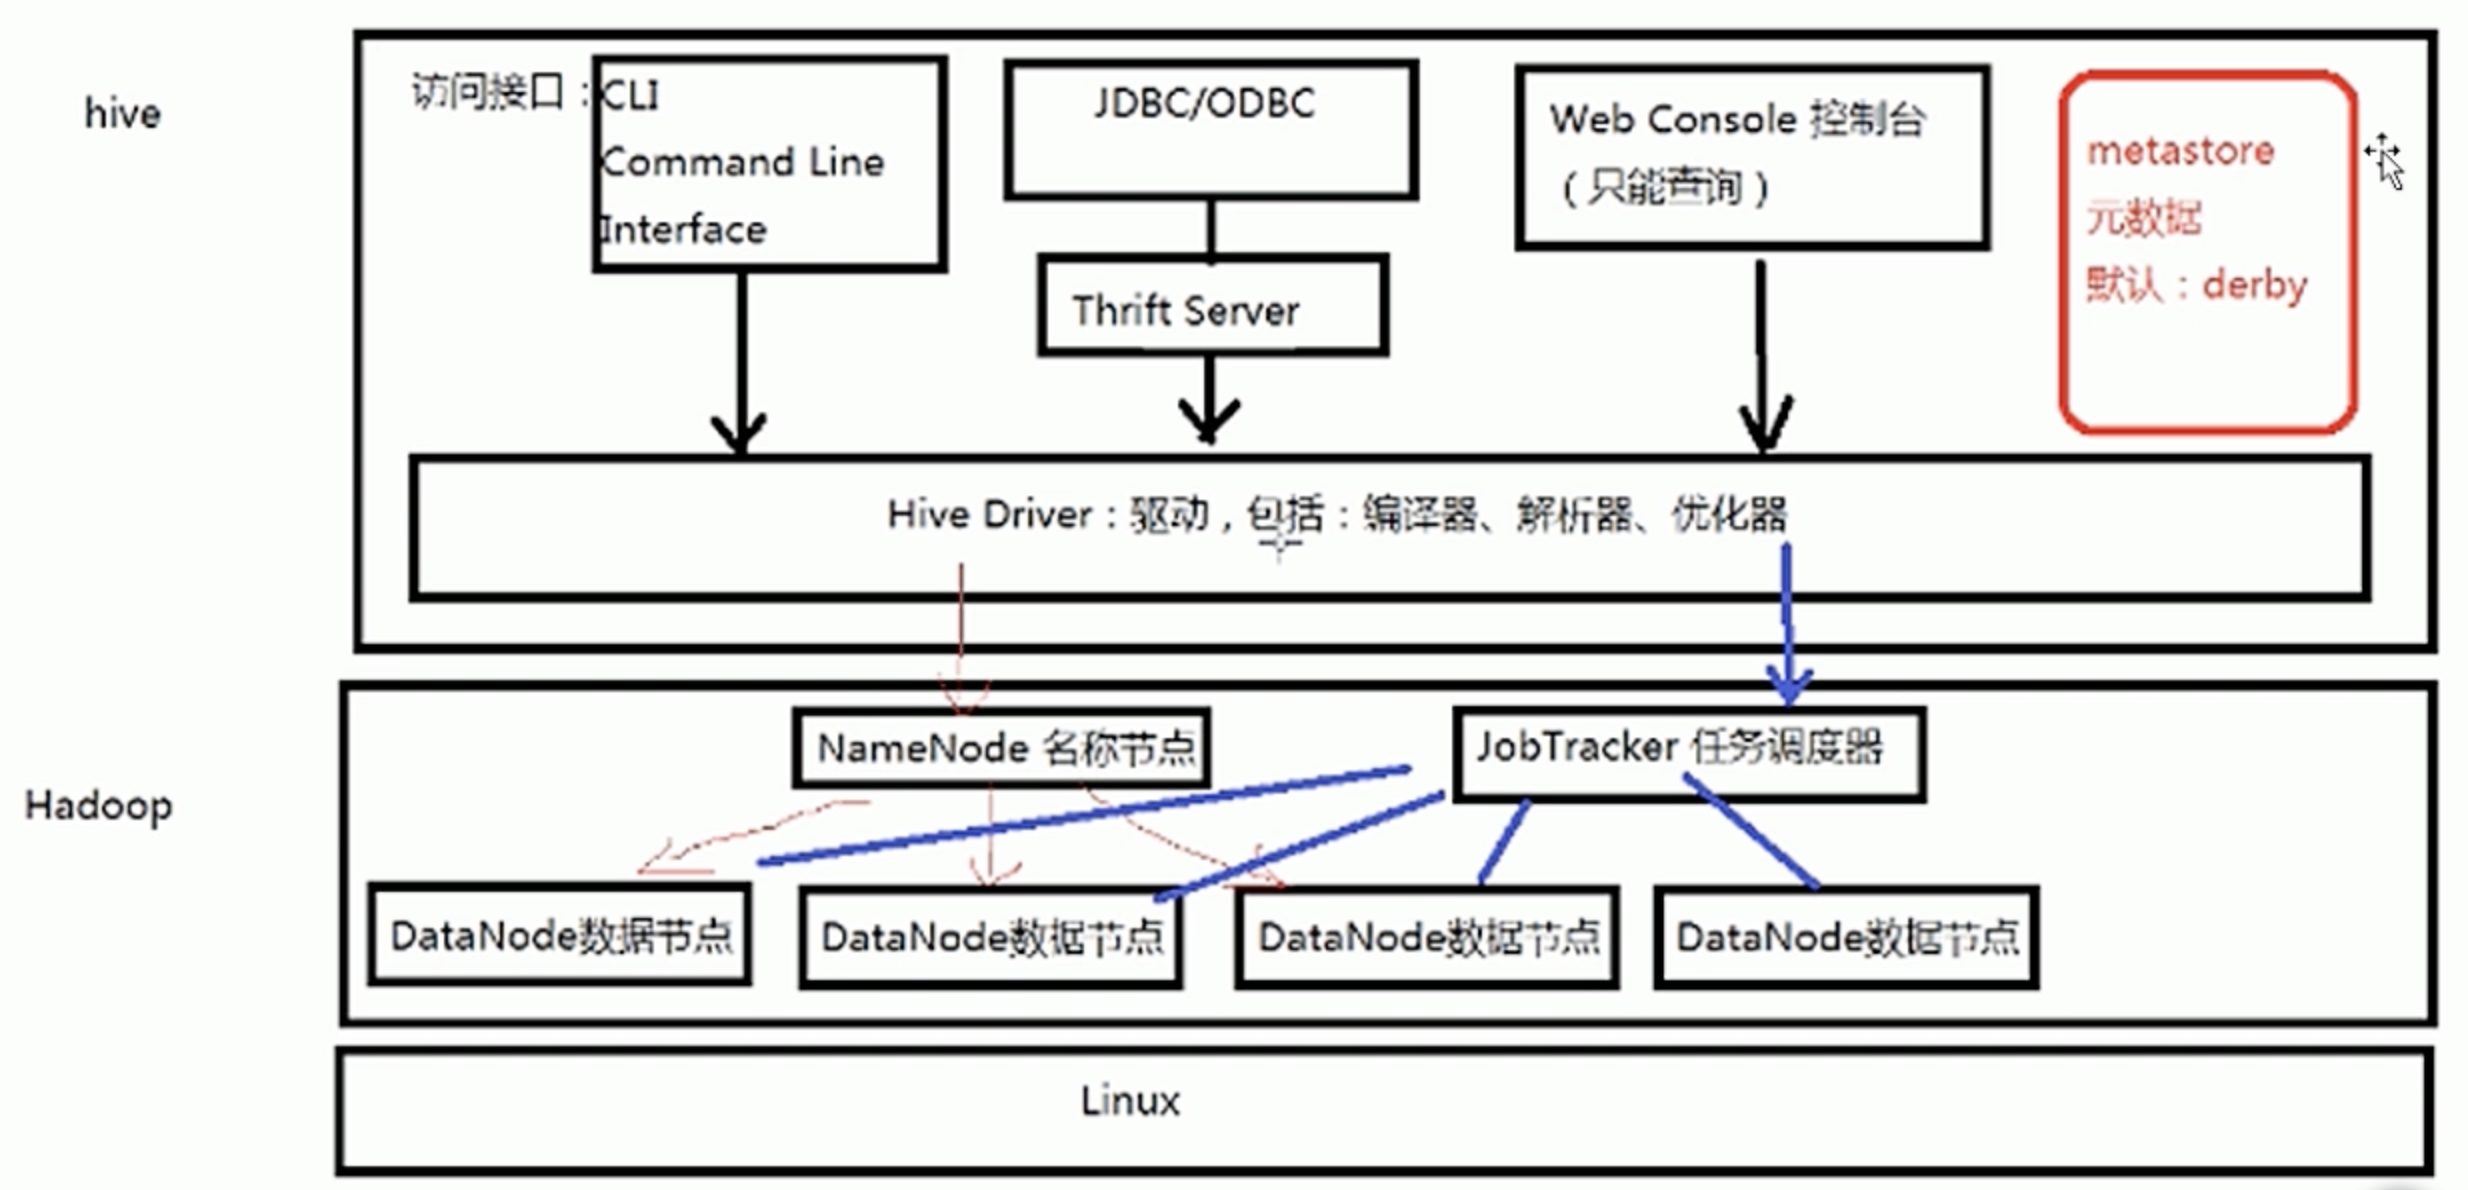 hive
访问接口：CLI
Command Line
Interface
JDBC/ODBC
Thrift Server
Web Console 控制台
（只能查询）
metastore
元数据
默认：derby
Hive Driver：驱动，包括：编译器、解析器、优化器
Hadoop
NameNode 名称节点
JobTracker 任务调度器
DataNode数据节点
DataNode数据节点
DataNode数据节点
DataNode数据节点
Linux